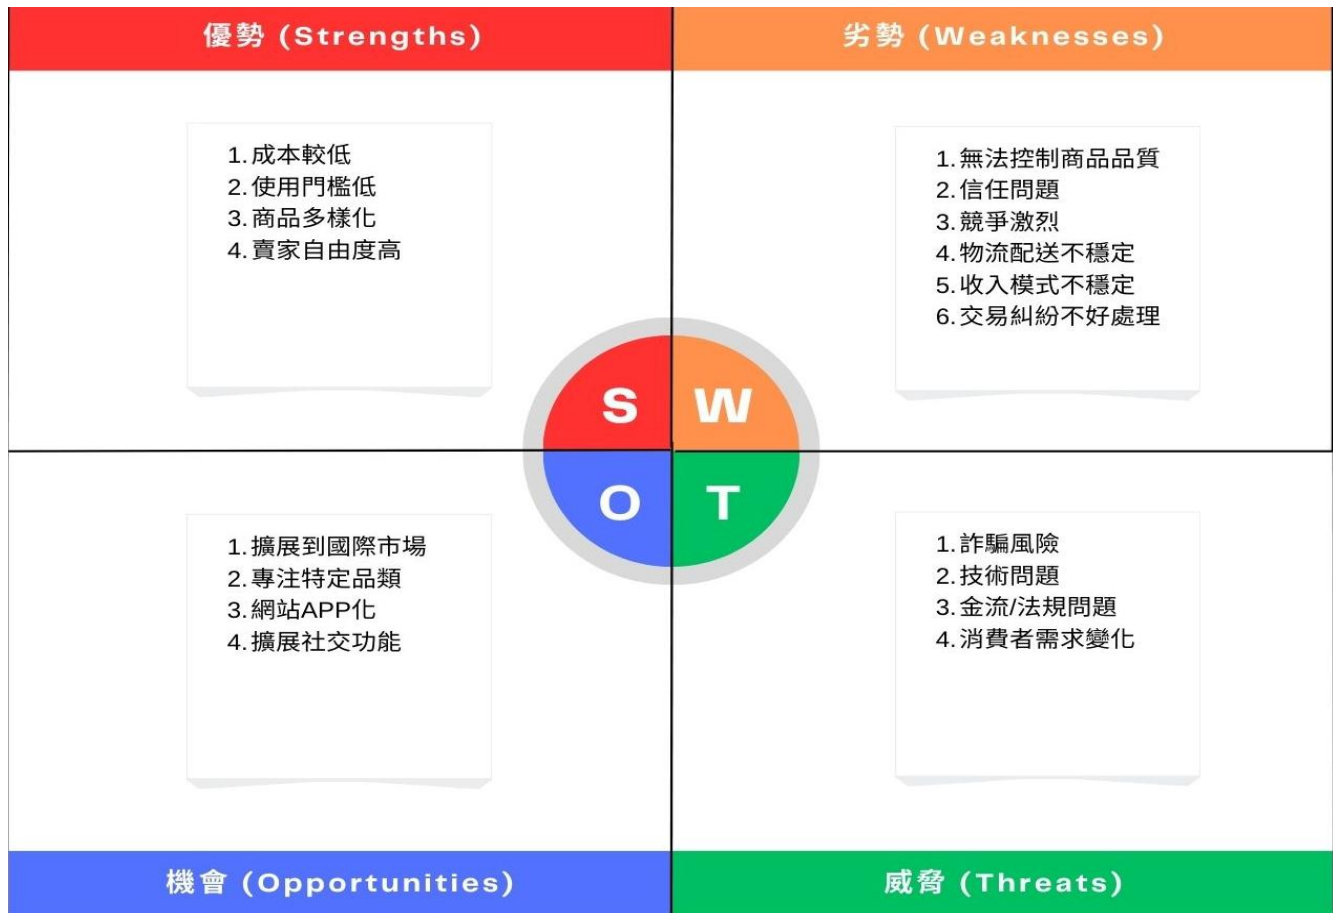 優勢 (Strengths)
劣勢 (Weaknesses)
1. 成本較低
2. 使用門檻低
3. 商品多樣化
4. 賣家自由度高
1. 無法控制商品品質
2. 信任問題
3. 競爭激烈
4. 物流配送不穩定
5. 收入模式不穩定
6. 交易糾紛不好處理
S
W
O
T
1. 擴展到國際市場
2. 專注特定品類
3. 網站APP化
4. 擴展社交功能
1. 詐騙風險
2. 技術問題
3. 金流/法規問題
4. 消費者需求變化
機會 (Opportunities)
威脅 (Threats)